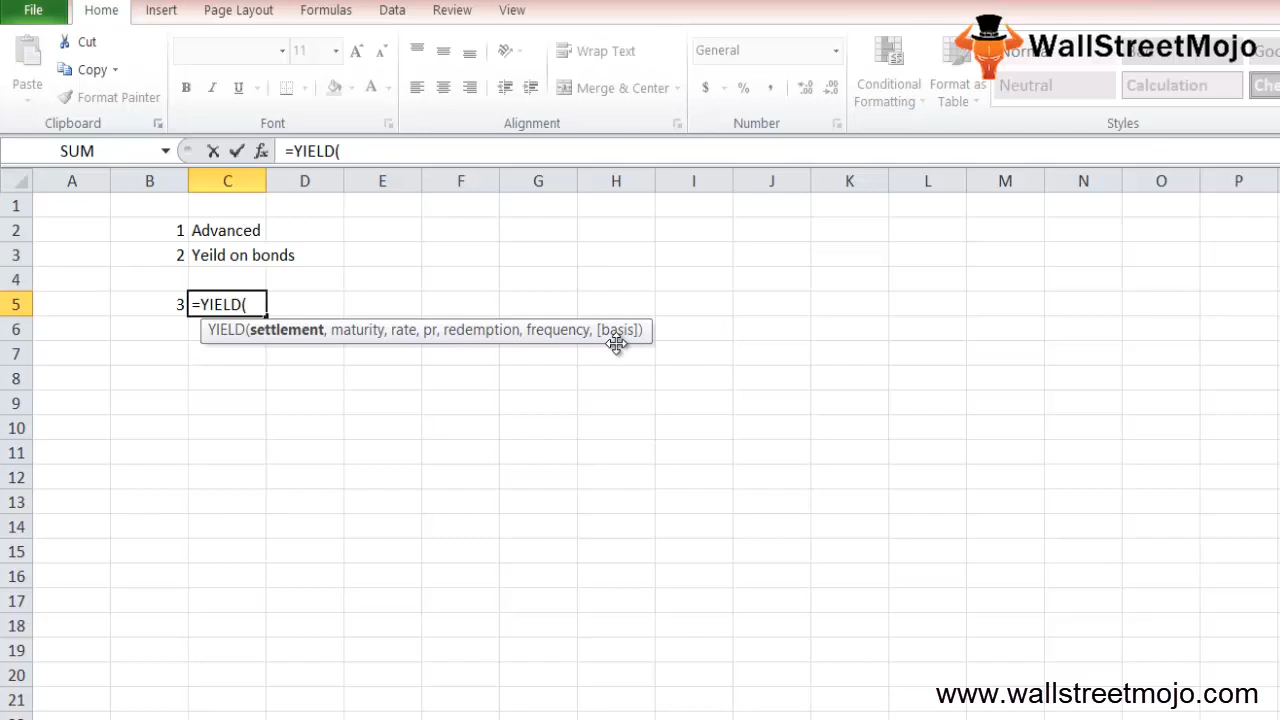 File Home Insert Page Layout Formulas Data Review View
WallStreetMojo
Cut
Copy
Format Painter
Paste
11
Wrap Text
Merge & Center
General
Conditional Formatting
Format as Table
Neutral
Calculation
Clipboard Font Alignment Number Styles
SUM =YIELD(
A B C D E F G H I J K L M N O P
1
2 1 Advanced
3 2 Yeild on bonds
4
5 3 =YIELD(
YIELD(settlement, maturity, rate, pr, redemption, frequency, [basis])
6
7
8
9
10
11
12
13
14
15
16
17
18
19
20
21
www.wallstreetmojo.com